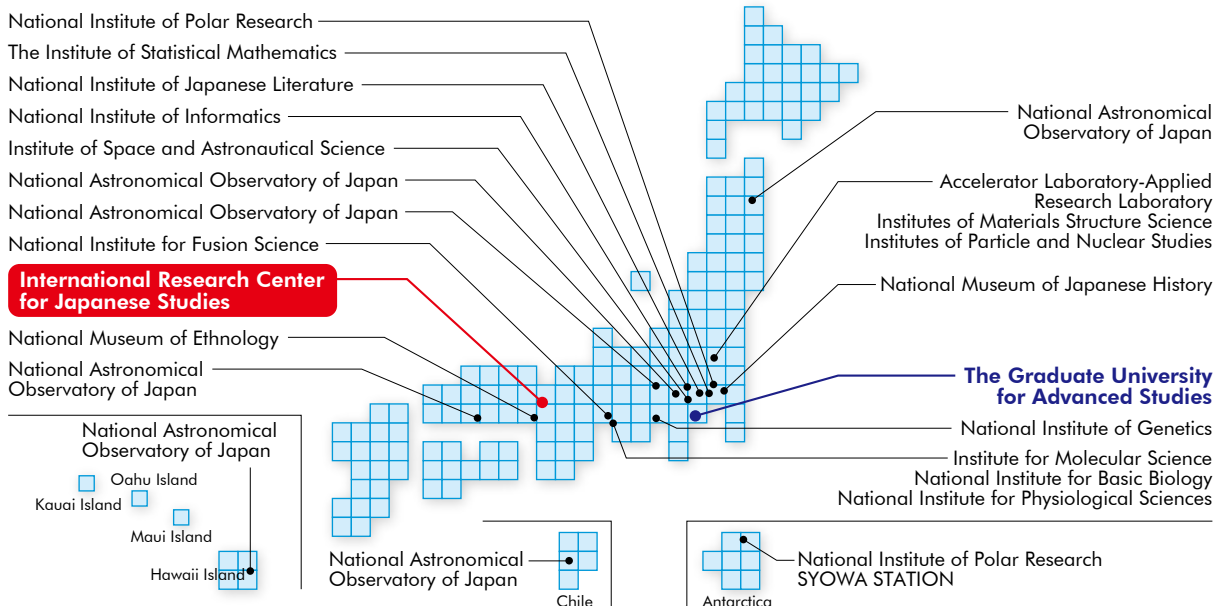 National Institute of Polar Research
The Institute of Statistical Mathematics
National Institute of Japanese Literature
National Institute of Informatics
Institute of Space and Astronautical Science
National Astronomical Observatory of Japan
National Astronomical Observatory of Japan
National Institute for Fusion Science
International Research Center
for Japanese Studies
National Museum of Ethnology
National Astronomical
Observatory of Japan
National Astronomical
Observatory of Japan
Accelerator Laboratory-Applied
Research Laboratory
Institutes of Materials Structure Science
Institutes of Particle and Nuclear Studies
National Museum of Japanese History
The Graduate University
for Advanced Studies
National Institute of Genetics
Institute for Molecular Science
National Institute for Basic Biology
National Institute for Physiological Sciences
National Astronomical
Observatory of Japan
Oahu Island
Kauai Island
Maui Island
Hawaii Island
National Astronomical
Observatory of Japan
Chile
National Institute of Polar Research
SYOWA STATION
Antarctica